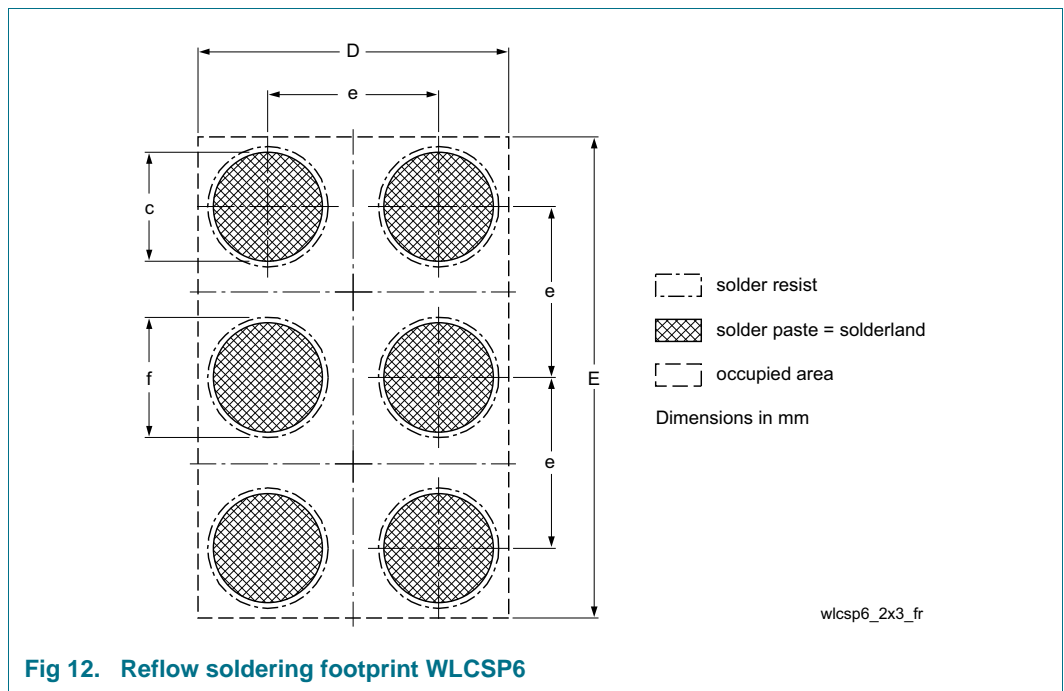 D
e
c
e
solder resist
solder paste = solderland
f
E
occupied area
Dimensions in mm
e
wlcsp6_2x3_fr
Fig 12. Reflow soldering footprint WLCSP6